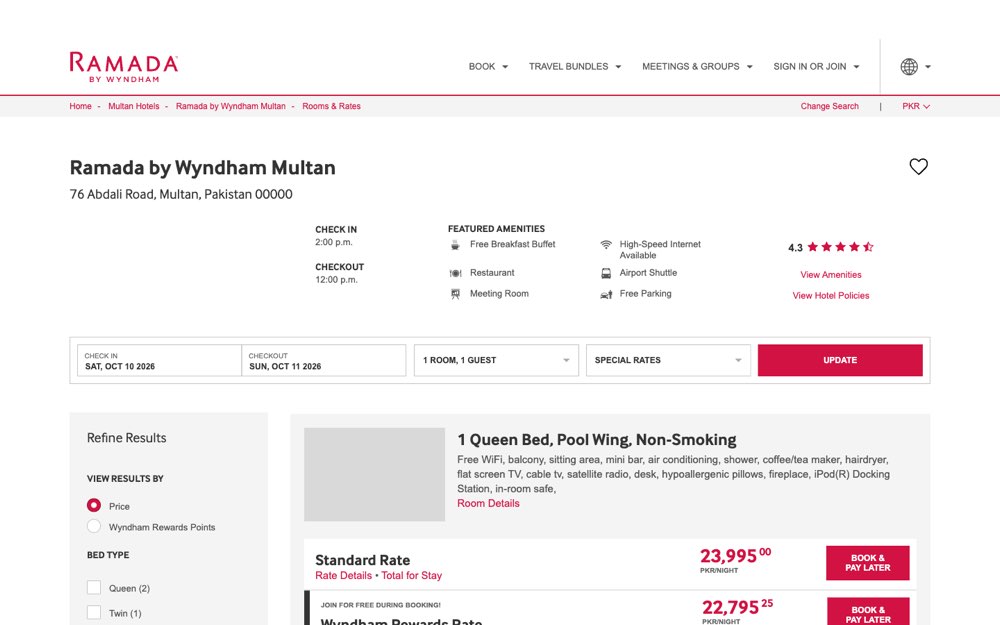 RAMADA
BY WYNDHAM
BOOK
TRAVEL BUNDLES
MEETINGS & GROUPS
SIGN IN OR JOIN
Home - Multan Hotels - Ramada by Wyndham Multan - Rooms & Rates
Change Search | PKR
Ramada by Wyndham Multan
76 Abdali Road, Multan, Pakistan 00000
CHECK IN
2:00 p.m.
CHECKOUT
12:00 p.m.
FEATURED AMENITIES
Free Breakfast Buffet
High-Speed Internet
Available
Restaurant
Airport Shuttle
Meeting Room
Free Parking
4.3
View Amenities
View Hotel Policies
CHECK IN
SAT, OCT 10 2026
CHECKOUT
SUN, OCT 11 2026
1 ROOM, 1 GUEST
SPECIAL RATES
UPDATE
Refine Results
VIEW RESULTS BY
Price
Wyndham Rewards Points
BED TYPE
Queen (2)
Twin (1)
1 Queen Bed, Pool Wing, Non-Smoking
Free WiFi, balcony, sitting area, mini bar, air conditioning, shower, coffee/tea maker, hairdryer,
flat screen TV, cable tv, satellite radio, desk, hypoallergenic pillows, fireplace, iPod(R) Docking
Station, in-room safe,
Room Details
Standard Rate
Rate Details • Total for Stay
23,995 00
PKR/NIGHT
BOOK &
PAY LATER
JOIN FOR FREE DURING BOOKING!
Wyndham Rewards Rate
22,795 25
PKR/NIGHT
BOOK &
PAY LATER